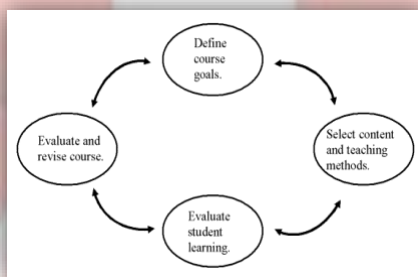 Define
course
goals.
Select content
and teaching
methods.
Evaluate
student
learning.
Evaluate and
revise course.